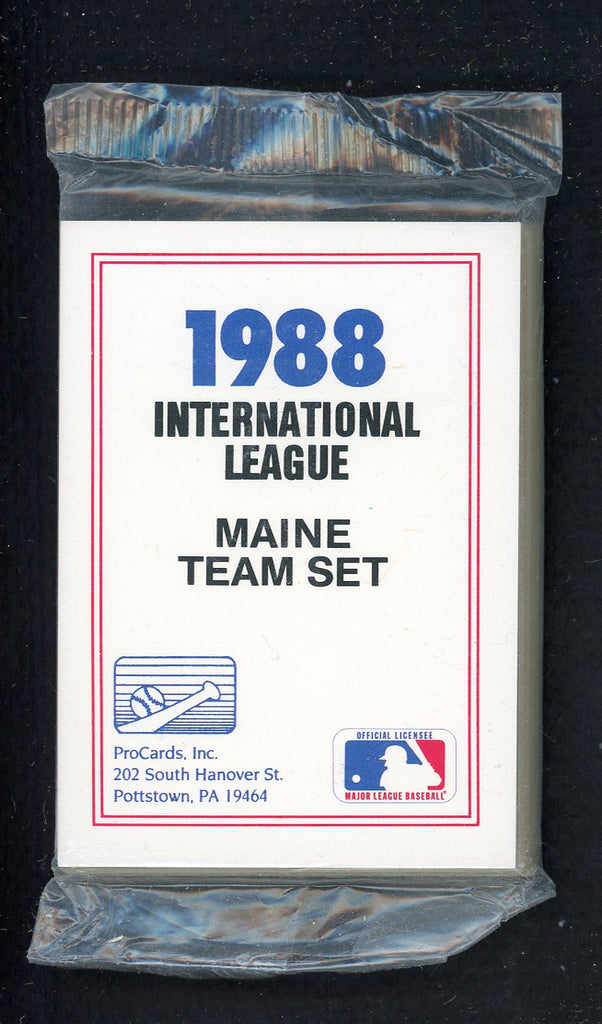 1988
INTERNATIONAL
LEAGUE
MAINE
TEAM SET
ProCards, Inc.
202 South Hanover St.
Pottstown, PA 19464
OFFICIAL LICENSEE
MAJOR LEAGUE BASEBALL®